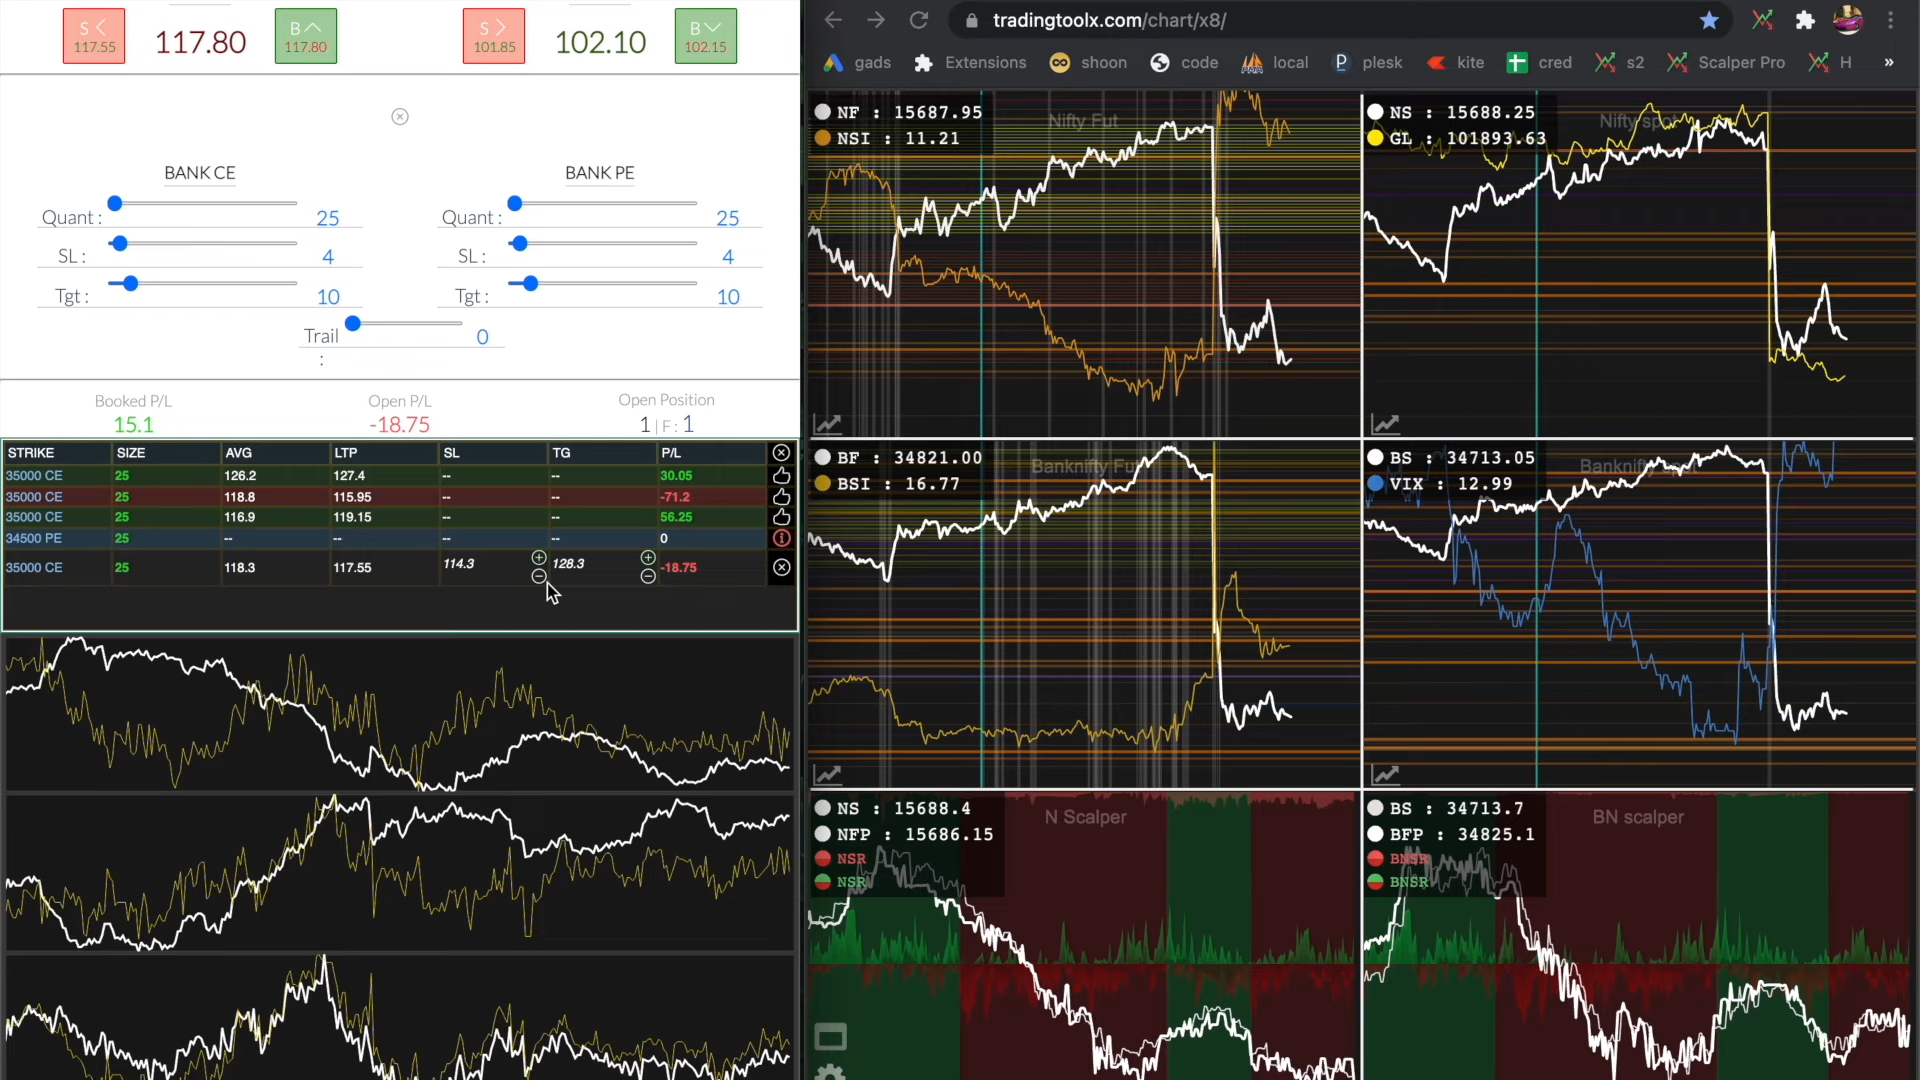 S
117.55
117.80
B
117.80
S
101.85
102.10
B
102.15
BANK CE
Quant :
25
SL :
4
Tgt :
10
BANK PE
Quant :
25
SL :
4
Tgt :
10
Trail
:
0
Booked P/L
15.1
Open P/L
-18.75
Open Position
1 | F : 1
STRIKE SIZE AVG LTP SL TG P/L
35000 CE 25 126.2 127.4 -- -- 30.05
35000 CE 25 118.8 115.95 -- -- -71.2
35000 CE 25 116.9 119.15 -- -- 56.25
34500 PE 25 -- -- -- -- 0
35000 CE 25 118.3 117.55 114.3 128.3 -18.75
tradingtoolx.com/chart/x8/
gads Extensions shoon code local plesk kite cred s2 Scalper Pro H »
NF : 15687.95
NSI : 11.21
Nifty Fut
NS : 15688.25
GL : 101893.63
Nifty spot
BF : 34821.00
BSI : 16.77
Banknifty Fut
BS : 34713.05
VIX : 12.99
Banknifty spot
NS : 15688.4
NFP : 15686.15
NSR
NSR
N Scalper
BS : 34713.7
BFP : 34825.1
BNSR
BNSR
BN scalper